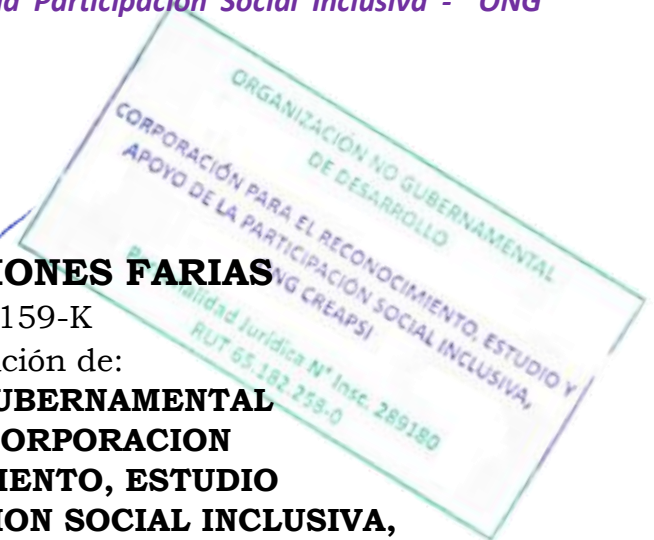 la Participación Social Inclusiva - ONG
ORGANIZACIÓN NO GUBERNAMENTAL
DE DESARROLLO
CORPORACIÓN PARA EL RECONOCIMIENTO, ESTUDIO Y
APOYO DE LA PARTICIPACIÓN SOCIAL INCLUSIVA,
ONG CREAPSI
Personalidad Jurídica N° Insc. 289180
RUT 65.182.258-0
IONES FARIAS
159-K
ción de:
UBERNAMENTAL
ORPORACION
IENTO, ESTUDIO
ION SOCIAL INCLUSIVA,